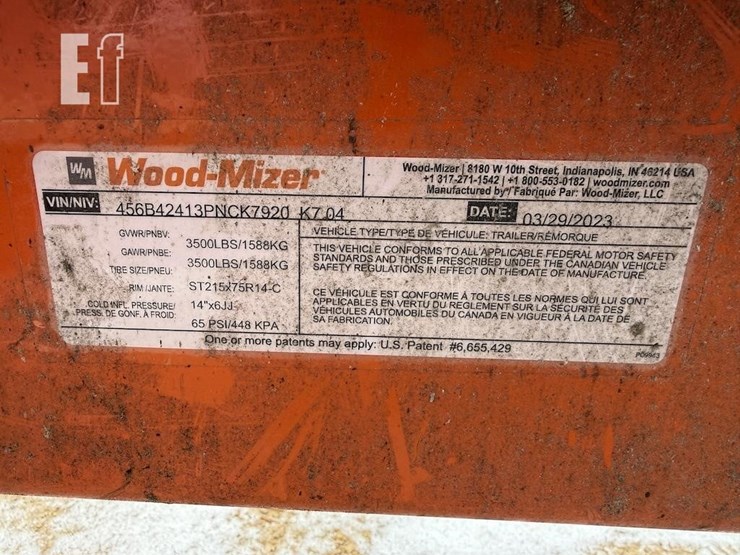 Ef
WM Wood-Mizer
Wood-Mizer | 8180 W 10th Street, Indianapolis, IN 46214 USA
+1 317-271-1542 | +1 800-553-0182 | woodmizer.com
Manufactured by / Fabriqué Par: Wood-Mizer, LLC
VIN/NIV: 456B42413PNCK7920 K7.04
DATE: 03/29/2023
GVWR/PNBV: 3500LBS/1588KG
GAWR/PBE: 3500LBS/1588KG
TIRE SIZE/PNEU: ST215x75R14-C
RIM /JANTE: 14"x6JJ
COLD INFL. PRESSURE/
PRESS. DE GONF. À FROID: 65 PSI/448 KPA
VEHICLE TYPE/TYPE DE VÉHICULE: TRAILER/REMORQUE
THIS VEHICLE CONFORMS TO ALL APPLICABLE FEDERAL MOTOR SAFETY
STANDARDS AND THOSE PRESCRIBED UNDER THE CANADIAN VEHICLE
SAFETY REGULATIONS IN EFFECT ON THE DATE OF MANUFACTURE.
CE VÉHICULE EST CONFORME À TOUTES LES NORMES QUI LUI SONT
APPLICABLES EN VERTU DU RÈGLEMENT SUR LA SÉCURITÉ DES
VÉHICULES AUTOMOBILES DU CANADA EN VIGUEUR À LA DATE DE
SA FABRICATION.
One or more patents may apply: U.S. Patent #6,655,429